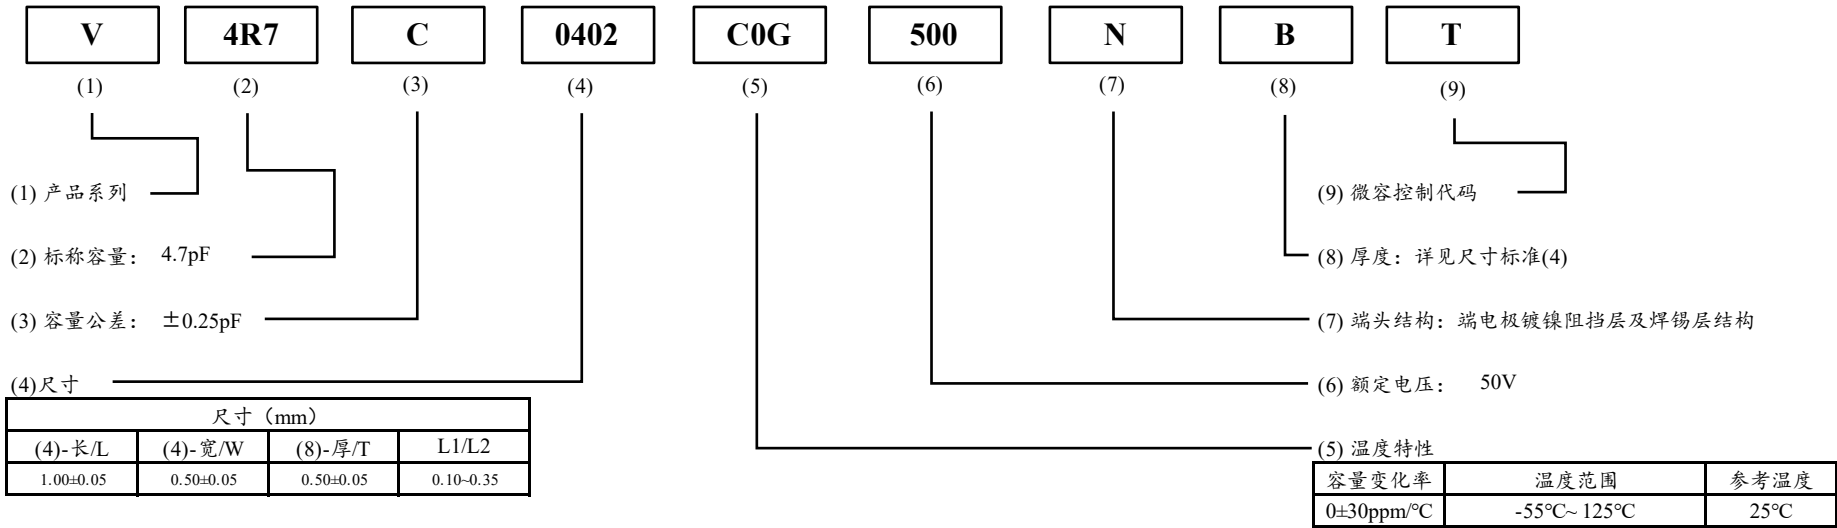 V 4R7 C 0402 C0G 500 N B T
(1) (2) (3) (4) (5) (6) (7) (8) (9)
(1) 产品系列
(2) 标称容量： 4.7pF
(3) 容量公差： ±0.25pF
(4)尺寸
尺寸（mm）
(4)-长/L (4)-宽/W (8)-厚/T L1/L2
1.00±0.05 0.50±0.05 0.50±0.05 0.10~0.35
(9) 微容控制代码
(8) 厚度：详见尺寸标准(4)
(7) 端头结构：端电极镀镍阻挡层及焊锡层结构
(6) 额定电压： 50V
(5) 温度特性
容量变化率 温度范围 参考温度
0±30ppm/℃ -55℃~ 125℃ 25℃